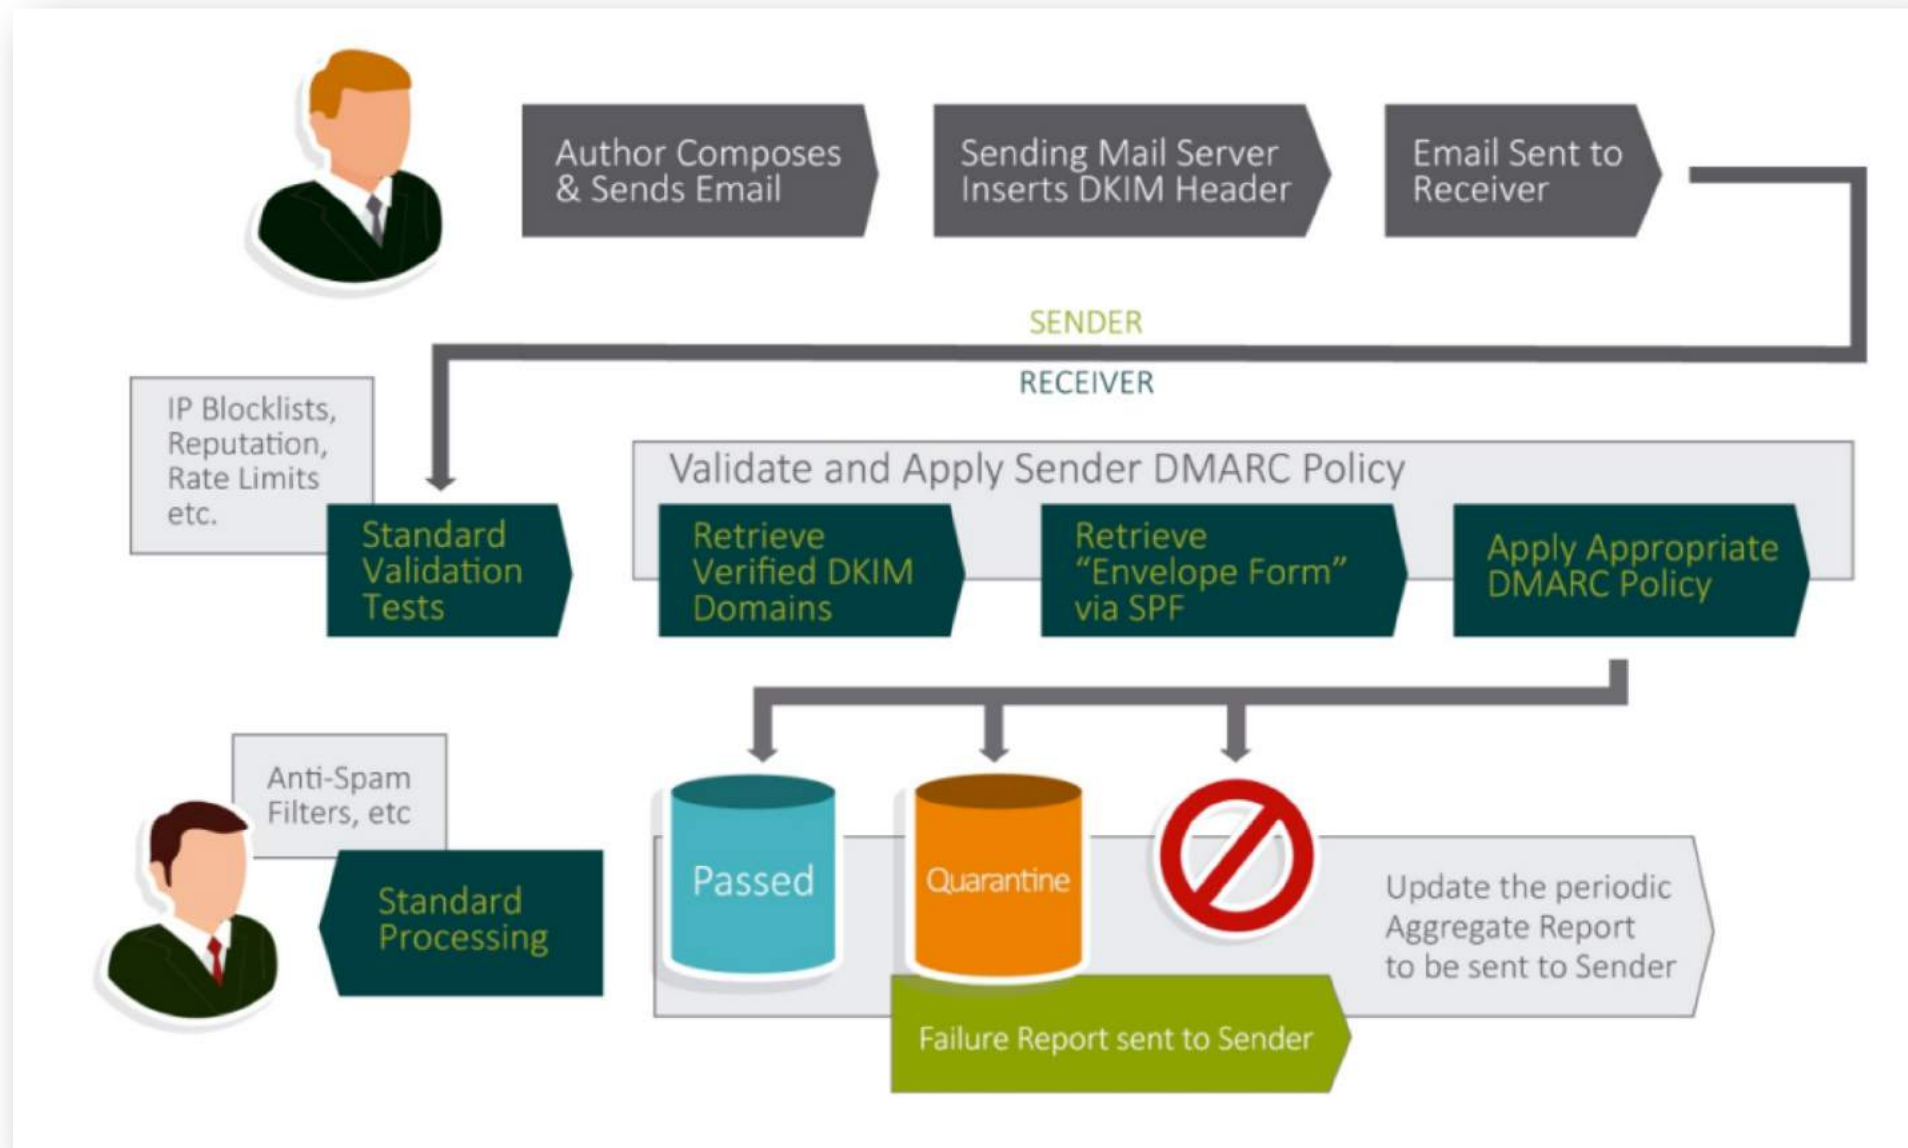 Author Composes
& Sends Email
Sending Mail Server
Inserts DKIM Header
Email Sent to
Receiver
SENDER
RECEIVER
IP Blocklists,
Reputation,
Rate Limits
etc.
Standard
Validation
Tests
Validate and Apply Sender DMARC Policy
Retrieve
Verified DKIM
Domains
Retrieve
“Envelope Form”
via SPF
Apply Appropriate
DMARC Policy
Anti-Spam
Filters, etc
Standard
Processing
Passed
Quarantine
Update the periodic
Aggregate Report
to be sent to Sender
Failure Report sent to Sender